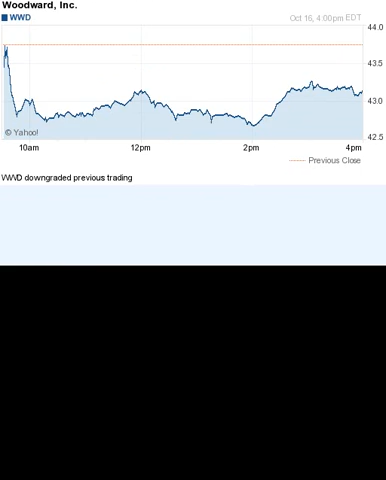 Woodward, Inc.
WWD
Oct 16, 4:00pm EDT
44.0
43.5
43.0
42.5
© Yahoo!
10am 12pm 2pm 4pm
Previous Close
WWD downgraded previous trading